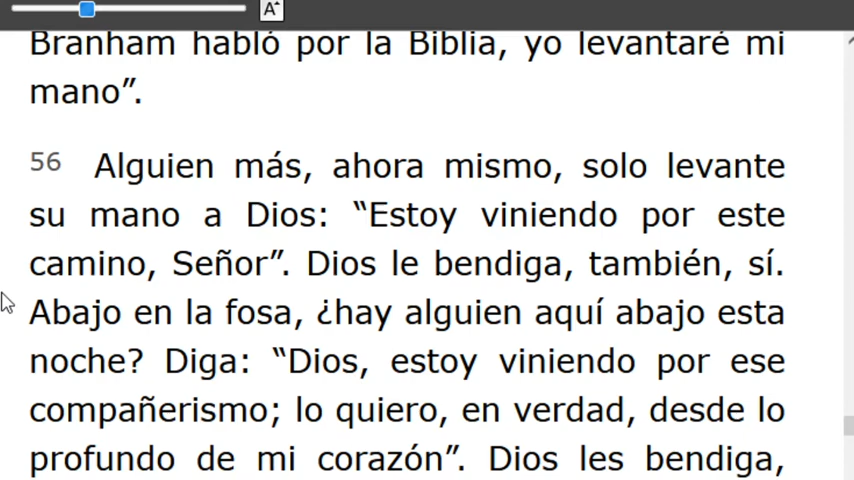 A
Branham habló por la Biblia, yo levantaré mi
mano”.
56 Alguien más, ahora mismo, solo levante
su mano a Dios: “Estoy viniendo por este
camino, Señor”. Dios le bendiga, también, sí.
Abajo en la fosa, ¿hay alguien aquí abajo esta
noche? Diga: “Dios, estoy viniendo por ese
compañerismo; lo quiero, en verdad, desde lo
profundo de mi corazón”. Dios les bendiga,